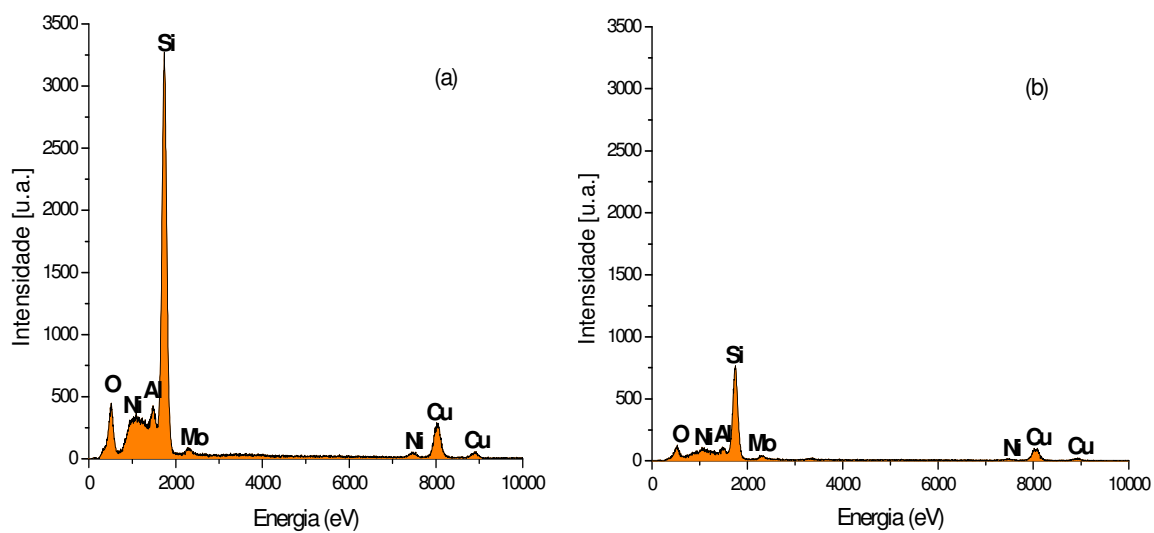 3500
3000
2500
2000
1500
1000
500
0
Intensidade [u.a.]
Si
(a)
O
Ni
Al
Mo
Ni
Cu
Cu
0 2000 4000 6000 8000 10000
Energia (eV)
3500
3000
2500
2000
1500
1000
500
0
Intensidade [u.a.]
(b)
Si
O
Ni
Al
Mo
Ni
Cu
Cu
0 2000 4000 6000 8000 10000
Energia (eV)